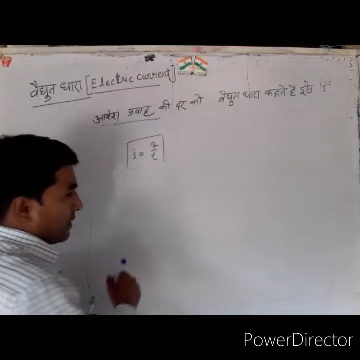 वैद्युत धारा [Electric current]
आवेश प्रवाह की दर को वैद्युत धारा कहते है इसे 'i'
i = q/t
PowerDirector